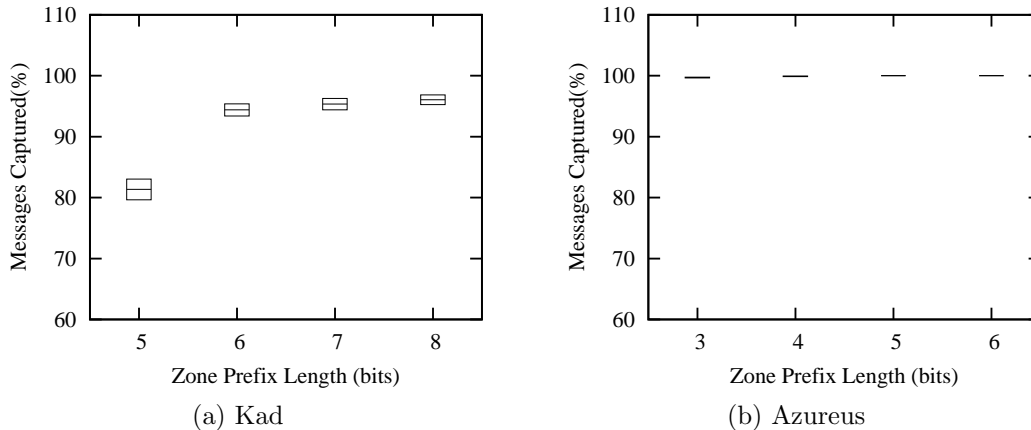 110
100
90
80
70
60
Messages Captured(%)
5 6 7 8
Zone Prefix Length (bits)
(a) Kad
110
100
90
80
70
60
Messages Captured(%)
3 4 5 6
Zone Prefix Length (bits)
(b) Azureus